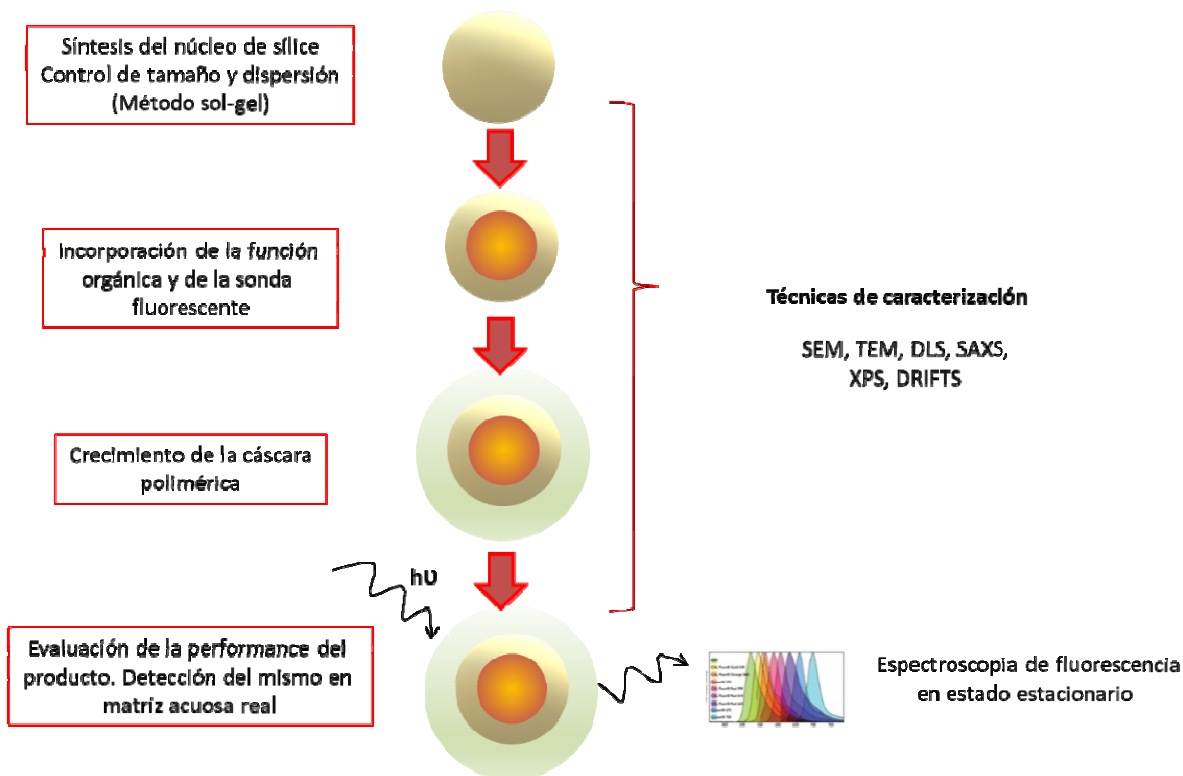 Síntesis del núcleo de sílice
Control de tamaño y dispersión
(Método sol-gel)
Incorporación de la función
orgánica y de la sonda
fluorescente
Técnicas de caracterización
SEM, TEM, DLS, SAXS,
XPS, DRIFTS
Crecimiento de la cáscara
polimérica
hυ
Evaluación de la performance del
producto. Detección del mismo en
matriz acuosa real
Espectroscopia de fluorescencia
en estado estacionario